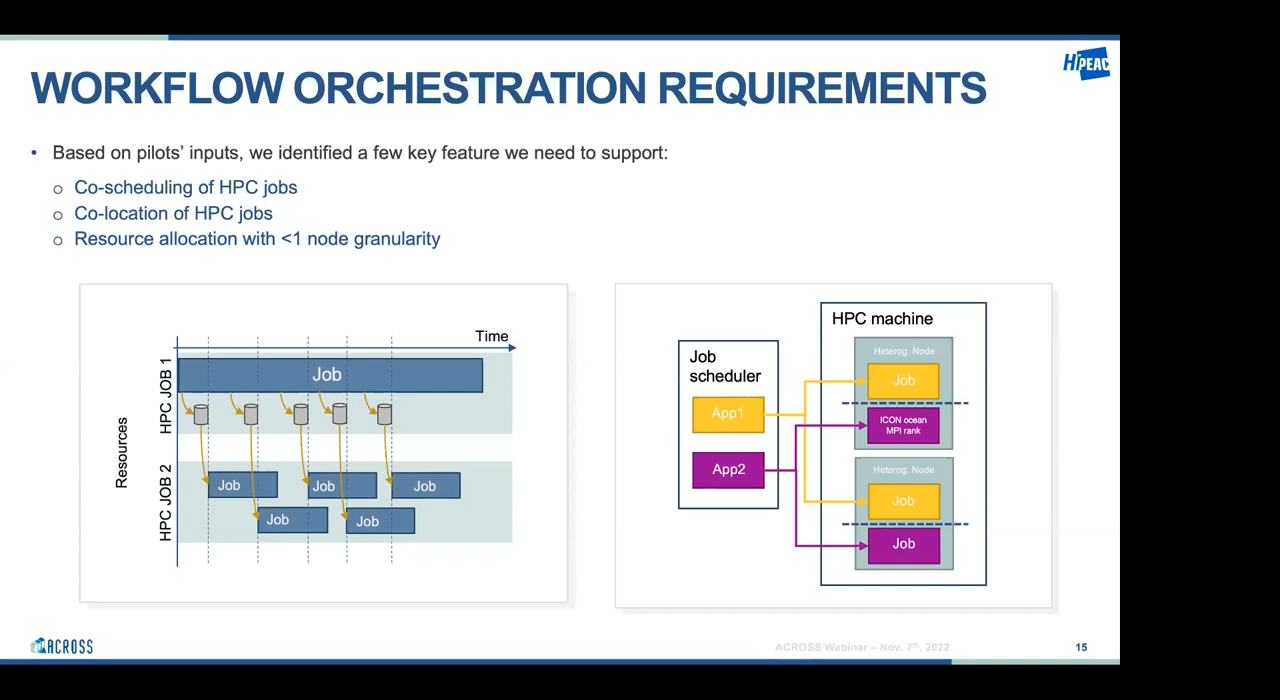 HiPEAC
WORKFLOW ORCHESTRATION REQUIREMENTS
• Based on pilots' inputs, we identified a few key feature we need to support:
o Co-scheduling of HPC jobs
o Co-location of HPC jobs
o Resource allocation with <1 node granularity
Time
Resources
HPC JOB 1
Job
HPC JOB 2
Job
Job
Job
Job
Job
Job
scheduler
App1
App2
HPC machine
Heterog. Node
Job
ICON ocean
MPI rank
Heterog. Node
Job
Job
ACROSS
ACROSS Webinar – Nov. 7th, 2022
15